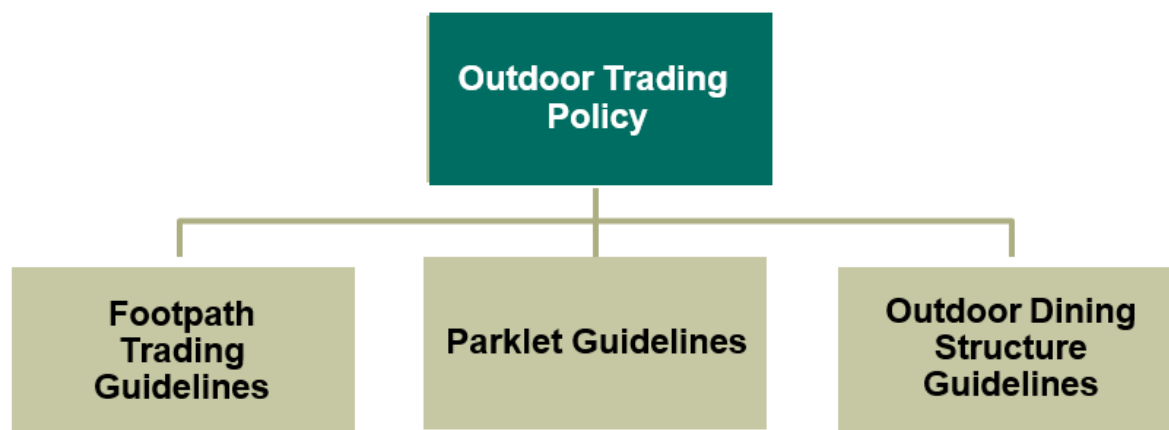 Outdoor Trading
Policy
Footpath
Trading
Guidelines
Parklet Guidelines
Outdoor Dining
Structure
Guidelines